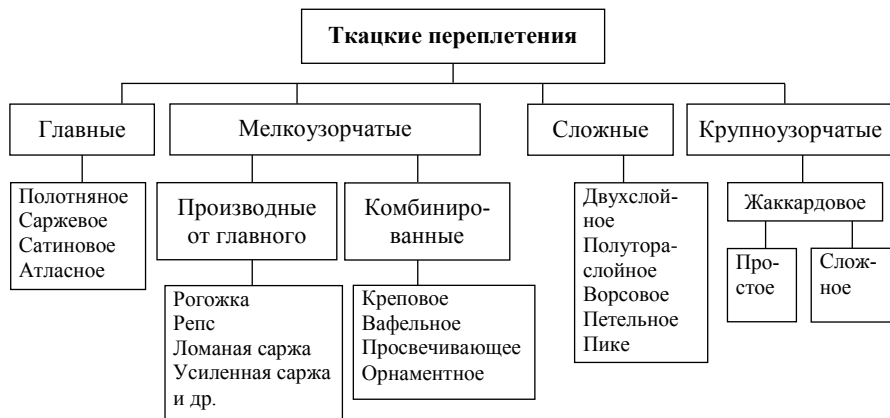 Ткацкие переплетения
Главные
Мелкоузорчатые
Сложные
Крупноузорчатые
Полотняное
Саржевое
Сатиновое
Атласное
Производные
от главного
Комбиниро-
ванные
Двухслой-
ное
Полутора-
слойное
Ворсовое
Петельное
Пике
Жаккардовое
Про-
стое
Слож-
ное
Рогожка
Репс
Ломаная саржа
Усиленная саржа
и др.
Креповое
Вафельное
Просвечивающее
Орнаментное